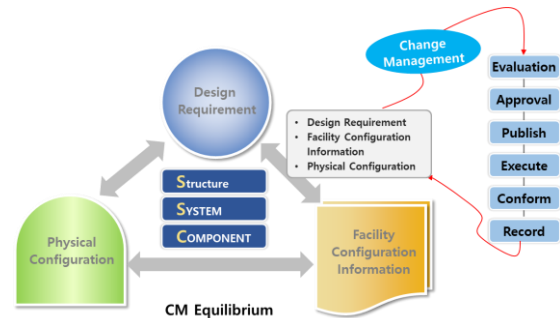 Change
Management
Evaluation
Approval
Publish
Execute
Conform
Record
Design
Requirement
• Design Requirement
• Facility Configuration
Information
• Physical Configuration
Structure
SYSTEM
COMPONENT
Physical
Configuration
Facility
Configuration
Information
CM Equilibrium